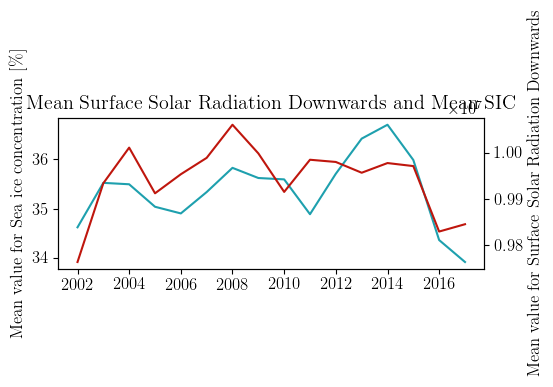 Mean Surface Solar Radiation Downwards and Mean SIC
Mean value for Sea ice concentration [%]
36
35
34
2002 2004 2006 2008 2010 2012 2014 2016
×10⁷
1.00
0.99
0.98
Mean value for Surface Solar Radiation Downwards